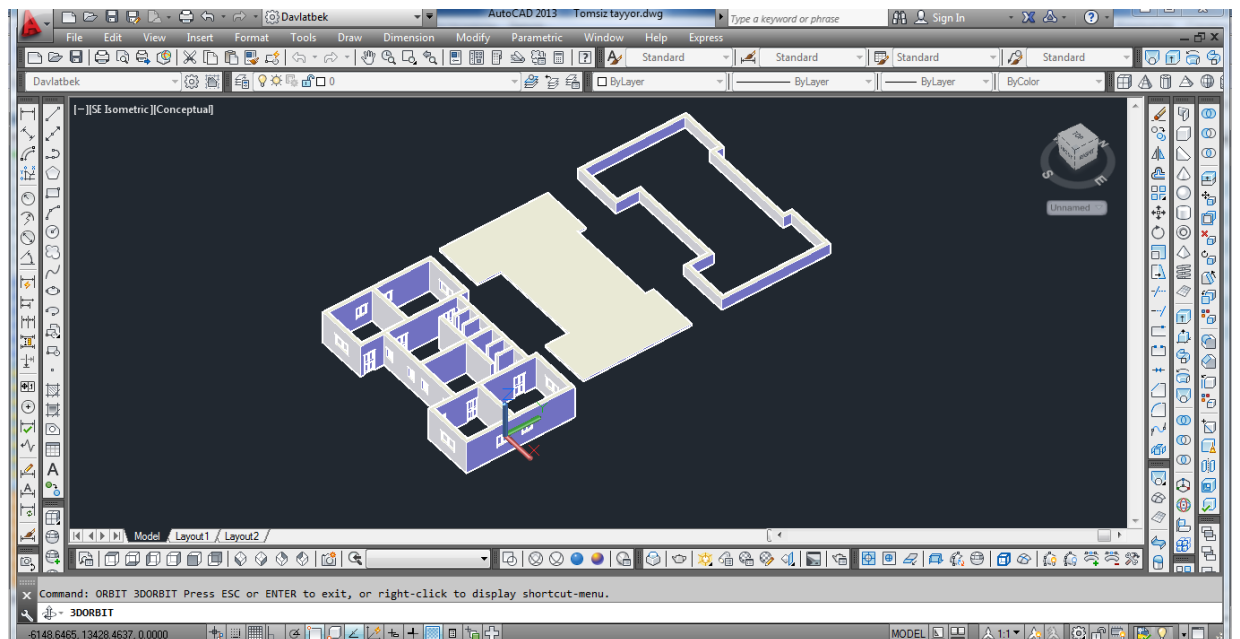 Davlatbek
AutoCAD 2013 Tomsiz tayyor.dwg
Type a keyword or phrase
Sign In
File Edit View Insert Format Tools Draw Dimension Modify Parametric Window Help Express
Standard Standard Standard Standard
Davlatbek 0 ByLayer ByLayer ByLayer ByColor
[-][SE Isometric][Conceptual]
N
S
E
Unnamed
Z
X
Model Layout1 Layout2
Command: ORBIT 3DORBIT Press ESC or ENTER to exit, or right-click to display shortcut-menu.
3DORBIT
-6148.6465, 13428.4637, 0.0000 MODEL 1:1